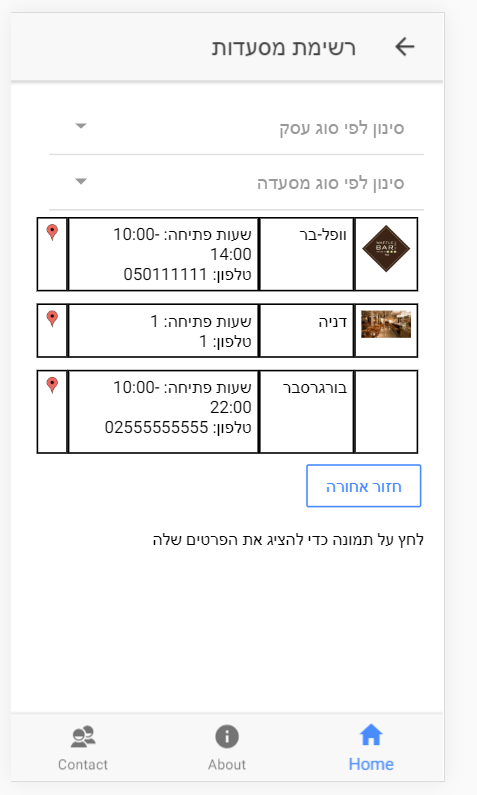 רשימת מסעדות
סינון לפי סוג עסק
סינון לפי סוג מסעדה
WAFFLE BAR
וופל-בר
שעות פתיחה: 10:00-
14:00
טלפון: 050111111
דניה
שעות פתיחה: 1
טלפון: 1
בורגרסבר
שעות פתיחה: 10:00-
22:00
טלפון: 02555555555
חזור אחורה
לחץ על תמונה כדי להציג את הפרטים שלה
Contact
About
Home